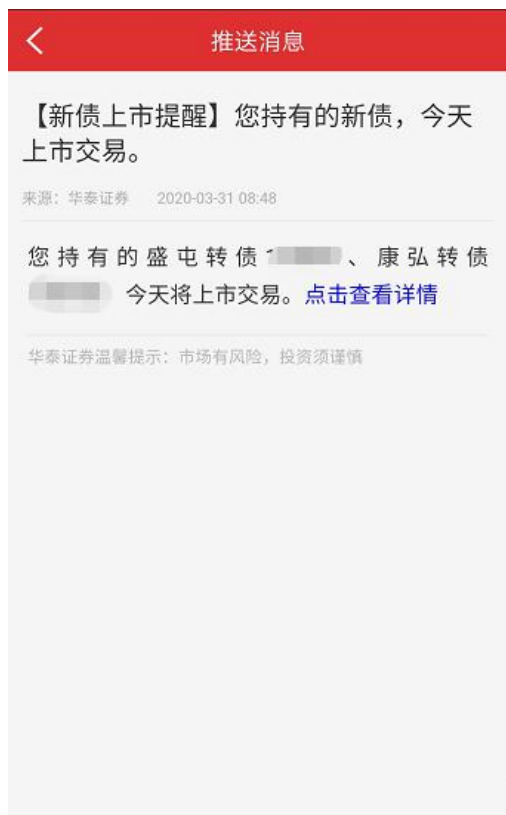 推送消息
【新债上市提醒】您持有的新债，今天
上市交易。
来源：华泰证券 2020-03-31 08:48
您持有的盛屯转债、康弘转债
今天将上市交易。点击查看详情
华泰证券温馨提示：市场有风险，投资须谨慎